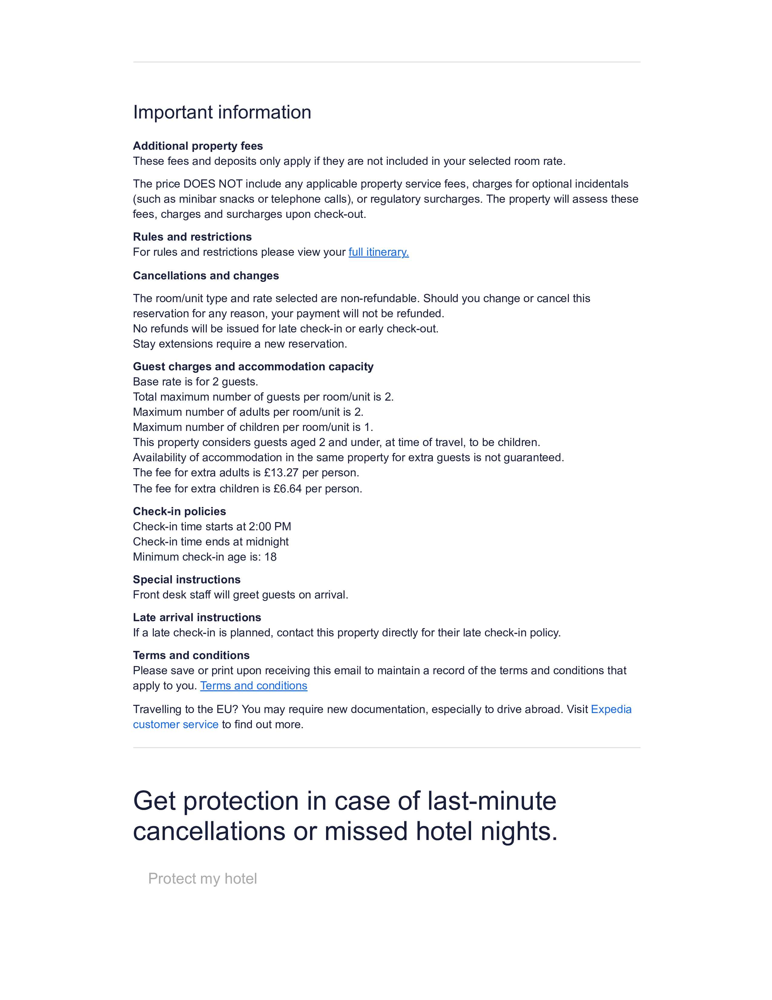 Important information
Additional property fees
These fees and deposits only apply if they are not included in your selected room rate.
The price DOES NOT include any applicable property service fees, charges for optional incidentals
(such as minibar snacks or telephone calls), or regulatory surcharges. The property will assess these
fees, charges and surcharges upon check-out.
Rules and restrictions
For rules and restrictions please view your full itinerary.
Cancellations and changes
The room/unit type and rate selected are non-refundable. Should you change or cancel this
reservation for any reason, your payment will not be refunded.
No refunds will be issued for late check-in or early check-out.
Stay extensions require a new reservation.
Guest charges and accommodation capacity
Base rate is for 2 guests.
Total maximum number of guests per room/unit is 2.
Maximum number of adults per room/unit is 2.
Maximum number of children per room/unit is 1.
This property considers guests aged 2 and under, at time of travel, to be children.
Availability of accommodation in the same property for extra guests is not guaranteed.
The fee for extra adults is £13.27 per person.
The fee for extra children is £6.64 per person.
Check-in policies
Check-in time starts at 2:00 PM
Check-in time ends at midnight
Minimum check-in age is: 18
Special instructions
Front desk staff will greet guests on arrival.
Late arrival instructions
If a late check-in is planned, contact this property directly for their late check-in policy.
Terms and conditions
Please save or print upon receiving this email to maintain a record of the terms and conditions that
apply to you. Terms and conditions
Travelling to the EU? You may require new documentation, especially to drive abroad. Visit Expedia
customer service to find out more.
Get protection in case of last-minute
cancellations or missed hotel nights.
Protect my hotel